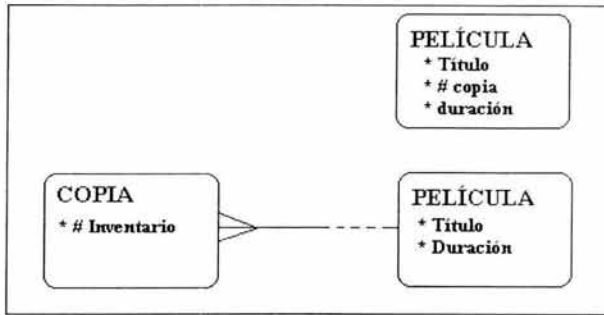 PELÍCULA
* Título
* # copia
* duración
COPIA
* # Inventario
PELÍCULA
* Título
* Duración